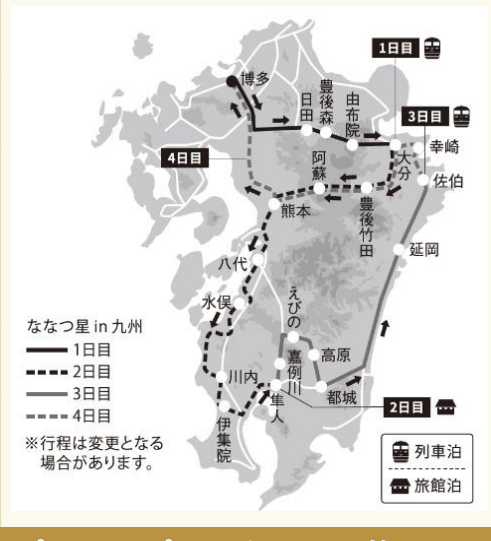 1日目
博多
日田
豊後森
由布院
3日目
幸崎
大分
佐伯
4日目
阿蘇
豊後竹田
熊本
延岡
八代
水俣
えびの
ななつ星 in 九州
1日目
2日目
3日目
4日目
※行程は変更となる
場合があります。
高原
嘉例川
川内
都城
隼人
伊集院
2日目
列車泊
旅館泊